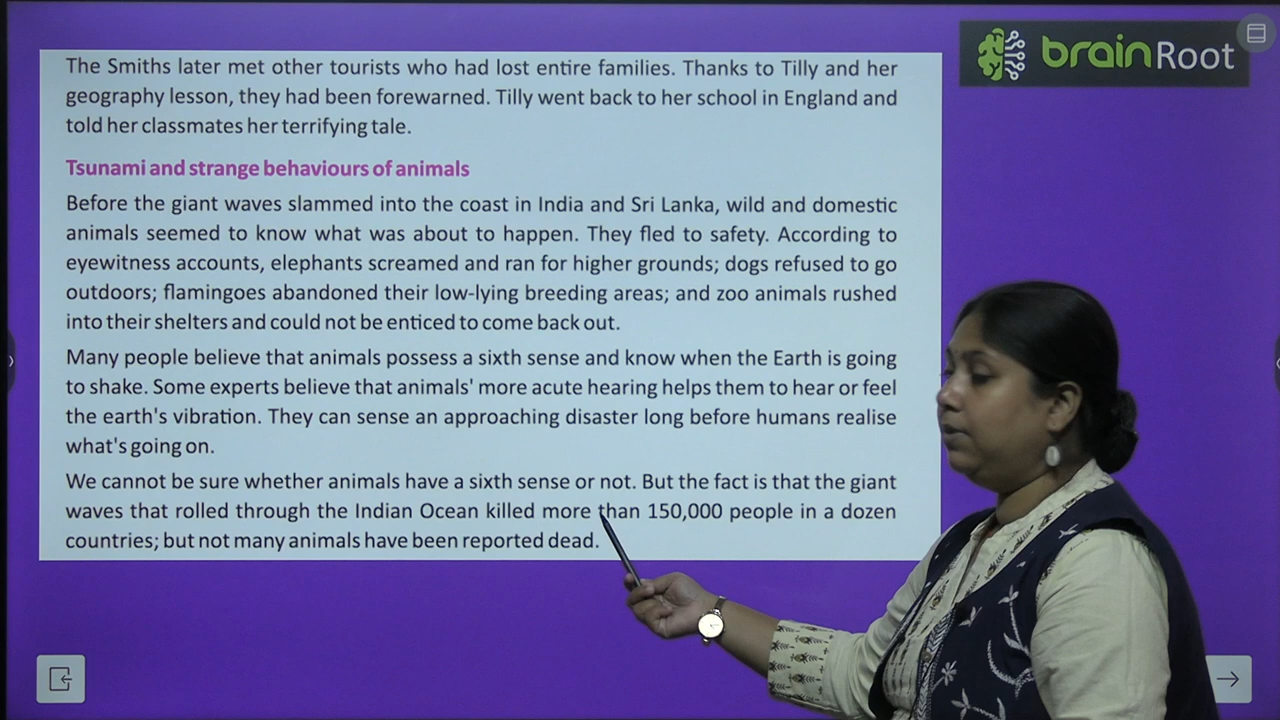 brainRoot
The Smiths later met other tourists who had lost entire families. Thanks to Tilly and her
geography lesson, they had been forewarned. Tilly went back to her school in England and
told her classmates her terrifying tale.
Tsunami and strange behaviours of animals
Before the giant waves slammed into the coast in India and Sri Lanka, wild and domestic
animals seemed to know what was about to happen. They fled to safety. According to
eyewitness accounts, elephants screamed and ran for higher grounds; dogs refused to go
outdoors; flamingoes abandoned their low-lying breeding areas; and zoo animals rushed
into their shelters and could not be enticed to come back out.
Many people believe that animals possess a sixth sense and know when the Earth is going
to shake. Some experts believe that animals' more acute hearing helps them to hear or feel
the earth's vibration. They can sense an approaching disaster long before humans realise
what's going on.
We cannot be sure whether animals have a sixth sense or not. But the fact is that the giant
waves that rolled through the Indian Ocean killed more than 150,000 people in a dozen
countries; but not many animals have been reported dead.